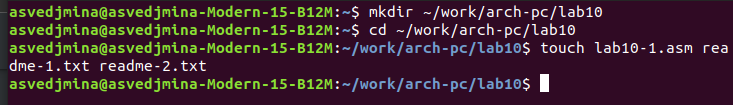 asvedjmina@asvedjmina-Modern-15-B12M:~$ mkdir ~/work/arch-pc/lab10
asvedjmina@asvedjmina-Modern-15-B12M:~$ cd ~/work/arch-pc/lab10
asvedjmina@asvedjmina-Modern-15-B12M:~/work/arch-pc/lab10$ touch lab10-1.asm rea
dme-1.txt readme-2.txt
asvedjmina@asvedjmina-Modern-15-B12M:~/work/arch-pc/lab10$